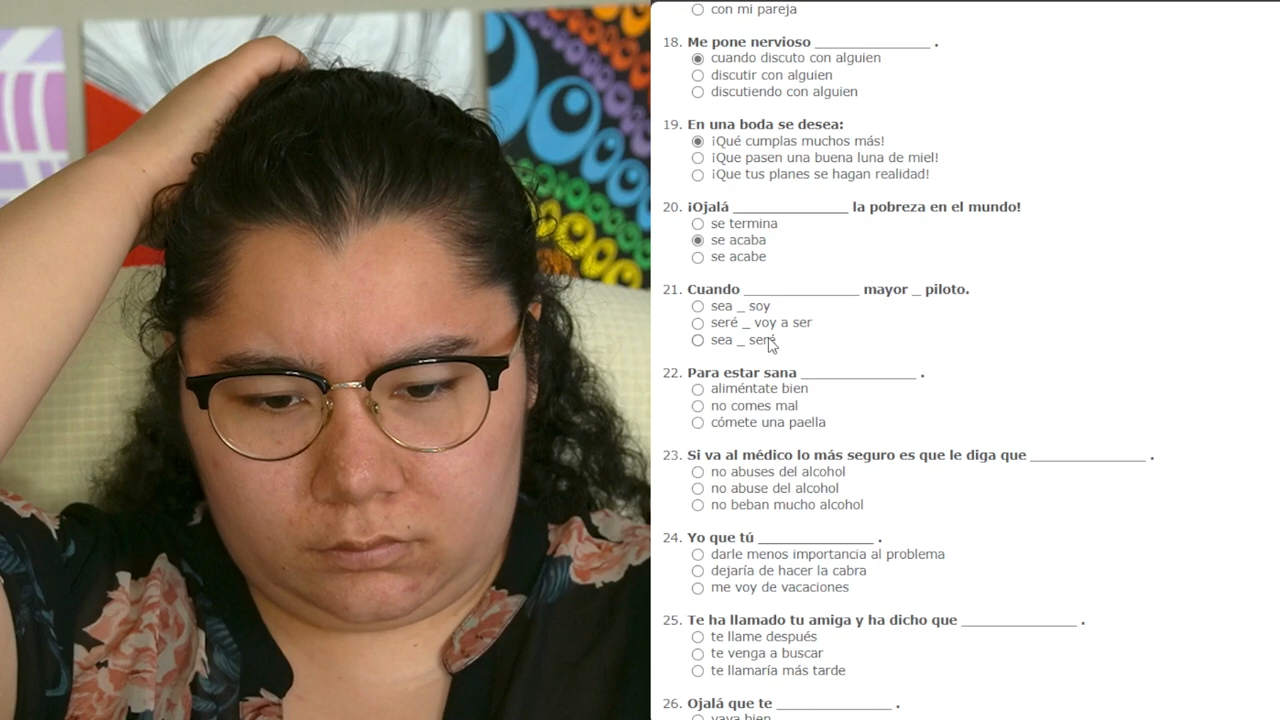 con mi pareja
18. Me pone nervioso _______________ .
cuando discuto con alguien
discutir con alguien
discutiendo con alguien
19. En una boda se desea:
¡Qué cumplas muchos más!
¡Que pasen una buena luna de miel!
¡Que tus planes se hagan realidad!
20. ¡Ojalá _______________ la pobreza en el mundo!
se termina
se acaba
se acabe
21. Cuando _______________ mayor _ piloto.
sea _ soy
seré _ voy a ser
sea _ seré
22. Para estar sana _______________ .
aliméntate bien
no comes mal
cómete una paella
23. Si va al médico lo más seguro es que le diga que _______________ .
no abuses del alcohol
no abuse del alcohol
no beban mucho alcohol
24. Yo que tú _______________ .
darle menos importancia al problema
dejaría de hacer la cabra
me voy de vacaciones
25. Te ha llamado tu amiga y ha dicho que _______________ .
te llame después
te venga a buscar
te llamaría más tarde
26. Ojalá que te _______________ .
vaya bien